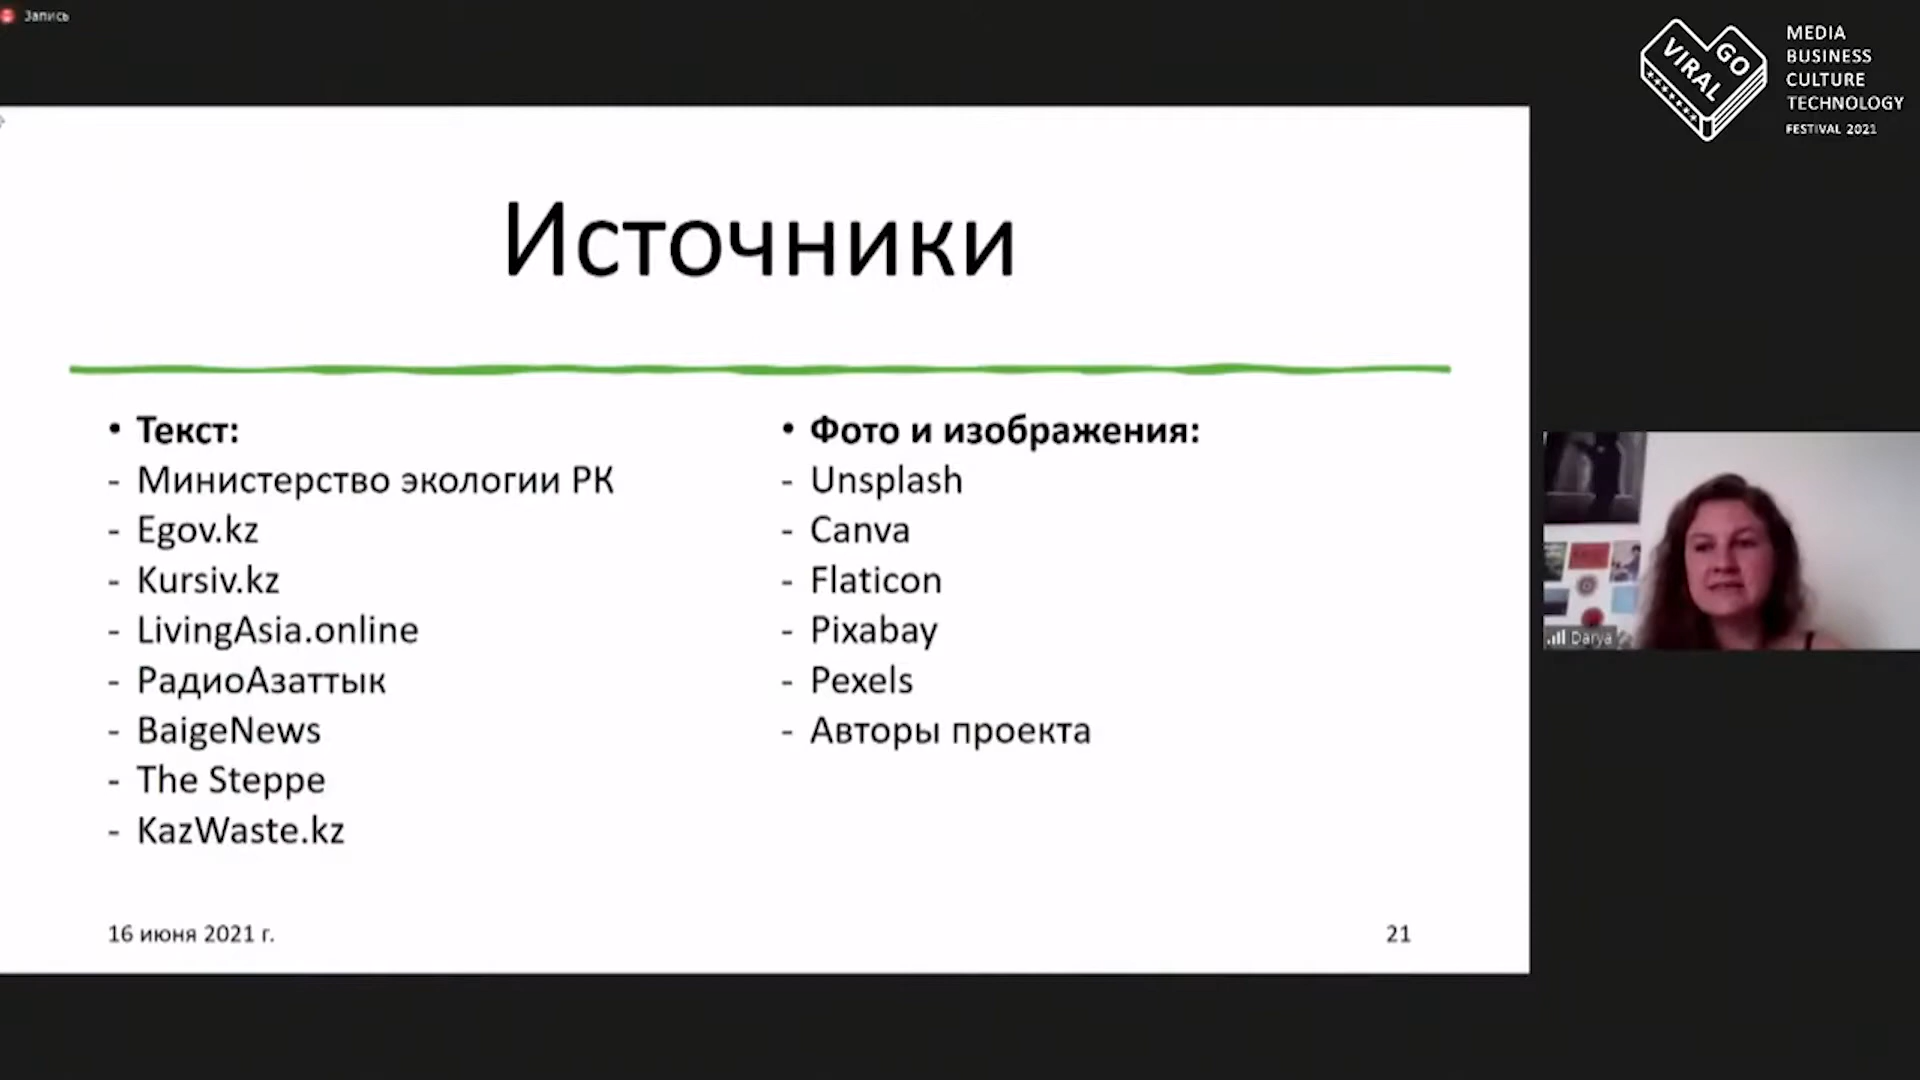 Запись
VIRAL
GO
MEDIA
BUSINESS
CULTURE
TECHNOLOGY
FESTIVAL 2021
Источники
• Текст:
- Министерство экологии РК
- Egov.kz
- Kursiv.kz
- LivingAsia.online
- РадиоАзаттык
- BaigeNews
- The Steppe
- KazWaste.kz
• Фото и изображения:
- Unsplash
- Canva
- Flaticon
- Pixabay
- Pexels
- Авторы проекта
16 июня 2021 г.
21
Darya